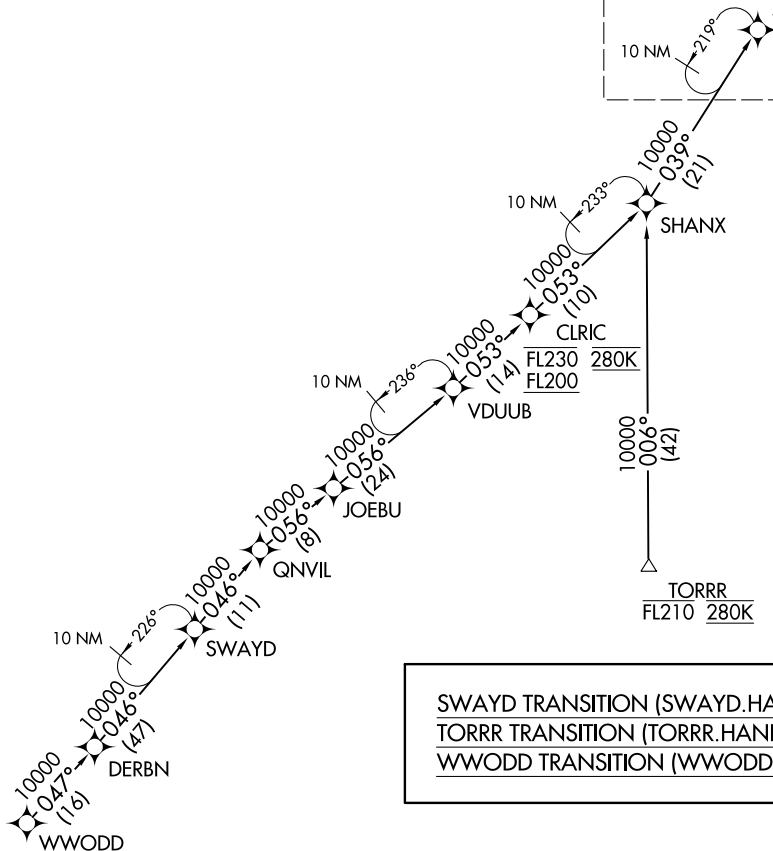 219°
10 NM
10000
039°
(21)
233°
10 NM
SHANX
10000
053°
(10)
CLRIC
FL230 280K
FL200
10000
053°
(14)
236°
10 NM
VDUUB
10000
056°
(24)
JOEBU
10000
006°
(42)
10000
056°
(8)
QNVIL
TORRR
FL210 280K
10000
046°
(11)
226°
10 NM
SWAYD
10000
046°
(47)
DERBN
10000
047°
(16)
WWODD
SWAYD TRANSITION (SWAYD.HA
TORRR TRANSITION (TORRR.HAN
WWODD TRANSITION (WWODD